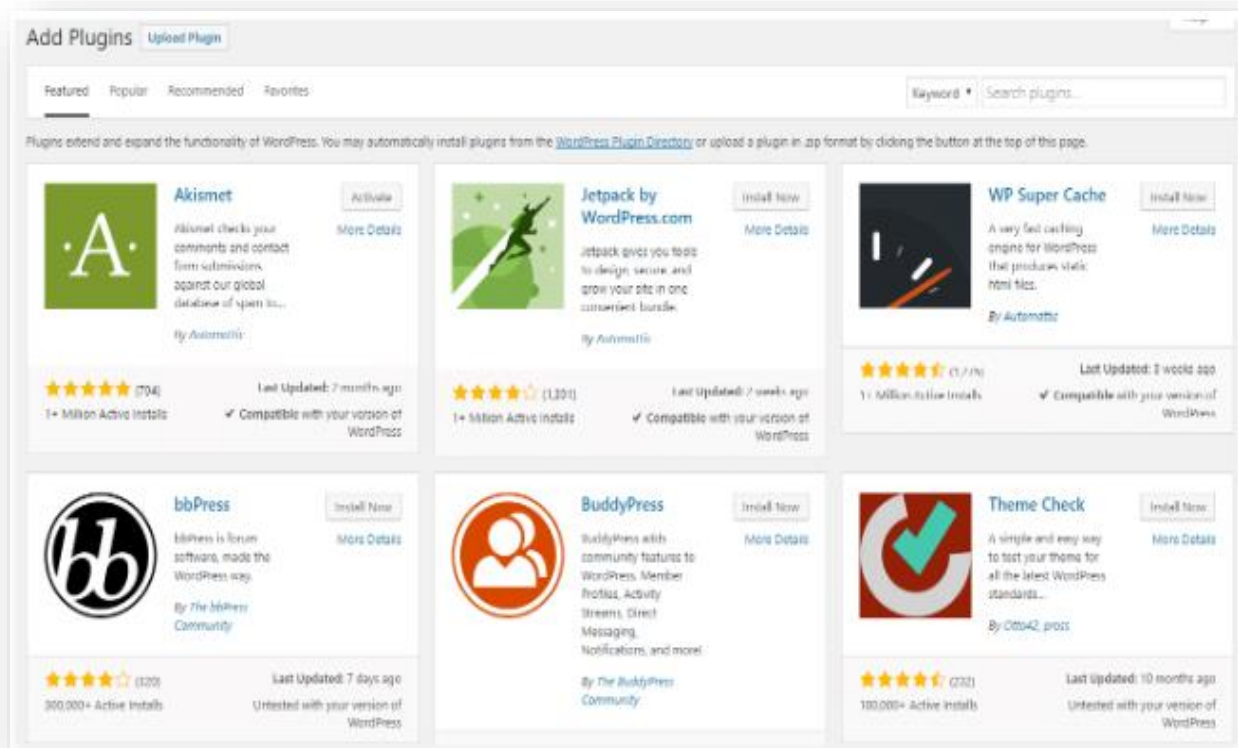 Add Plugins Upload Plugin
Featured Popular Recommended Favorites
Keyword Search plugins...
Plugins extend and expand the functionality of WordPress. You may automatically install plugins from the WordPress Plugin Directory or upload a plugin in .zip format by clicking the button at the top of this page.
A
Akismet
Activate
More Details
Akismet checks your
comments and contact
form submissions
against our global
database of spam to...
By Automattic
(794)
Last Updated:
months ago
1+ Million Active Installs
✔ Compatible with your version of
WordPress
Jetpack by
WordPress.com
Install Now
More Details
Jetpack gives you tools
to design, secure, and
grow your site in one
convenient bundle.
By Automattic
(1,201)
Last Updated: 2 weeks ago
1+ Million Active Installs
✔ Compatible with your version of
WordPress
WP Super Cache
Install Now
More Details
A very fast caching
engine for WordPress
that produces static
html files.
By Automattic
Last Updated: 3 weeks ago
1+ Million Active Installs
✔ Compatible with your version of
WordPress
bb
bbPress
Install Now
More Details
bbPress is forum
software, made the
WordPress way.
By The bbPress
Community
(320)
Last Updated: 7 days ago
300,000+ Active Installs
Untested with your version of
WordPress
BuddyPress
Install Now
More Details
BuddyPress adds
community features to
WordPress. Member
Profiles, Activity
Streams, Direct
Messaging,
Notifications, and more!
By The BuddyPress
Community
Theme Check
Install Now
More Details
A simple and easy way
to test your theme for
all the latest WordPress
standards...
By Otto42, pross
(232)
Last Updated: 10 months ago
100,000+ Active Installs
Untested with your version of
WordPress